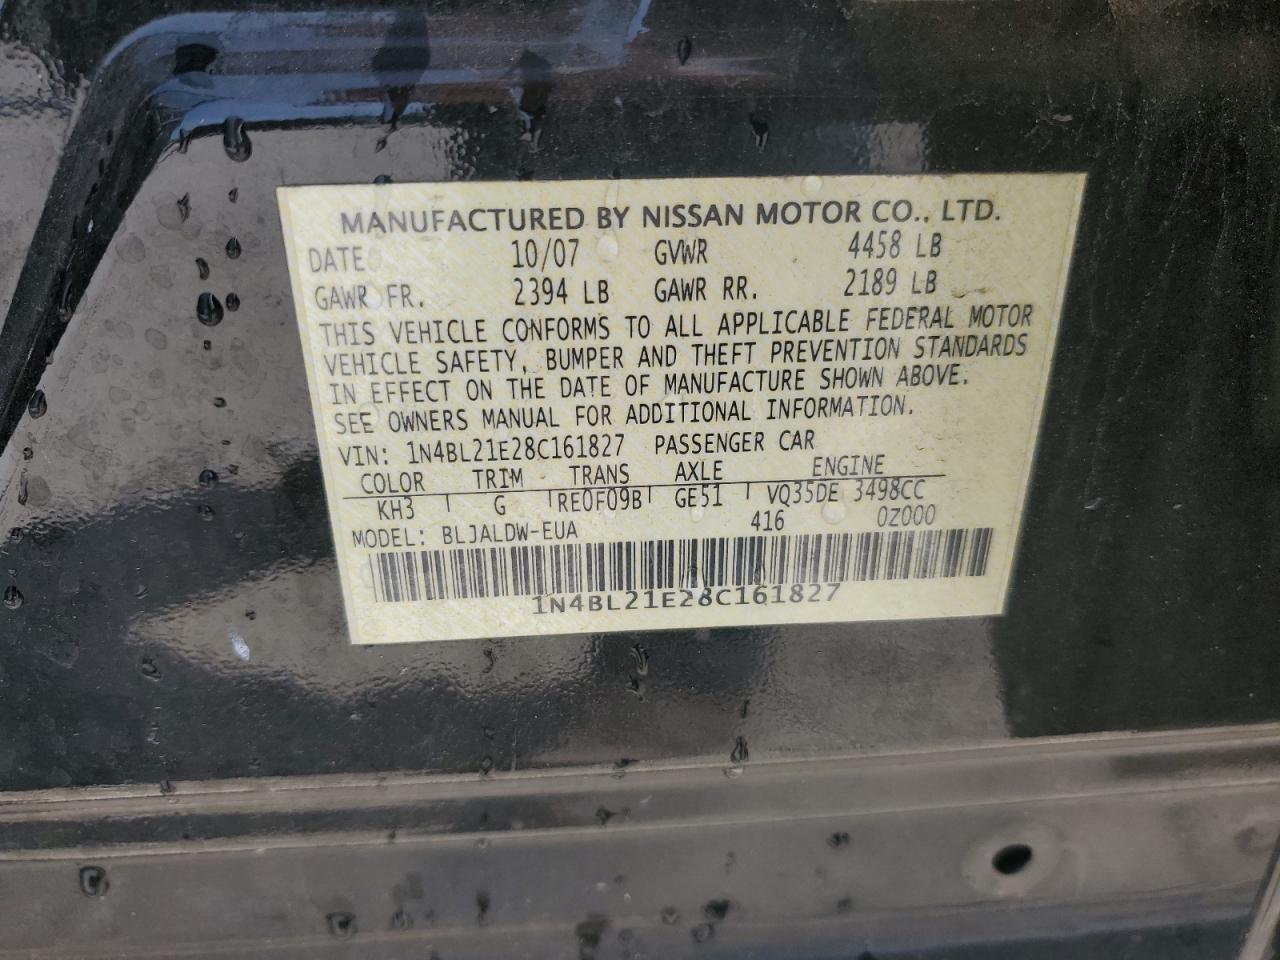 MANUFACTURED BY NISSAN MOTOR CO., LTD.
DATE 10/07 GVWR 4458 LB
GAWR FR. 2394 LB GAWR RR. 2189 LB
THIS VEHICLE CONFORMS TO ALL APPLICABLE FEDERAL MOTOR
VEHICLE SAFETY, BUMPER AND THEFT PREVENTION STANDARDS
IN EFFECT ON THE DATE OF MANUFACTURE SHOWN ABOVE.
SEE OWNERS MANUAL FOR ADDITIONAL INFORMATION.
VIN: 1N4BL21E28C161827 PASSENGER CAR
COLOR TRIM TRANS AXLE ENGINE
KH3 G RE0F09B GE51 VQ35DE 3498CC
MODEL: BLJALDW-EUA 416 0Z000
1N4BL21E28C161827